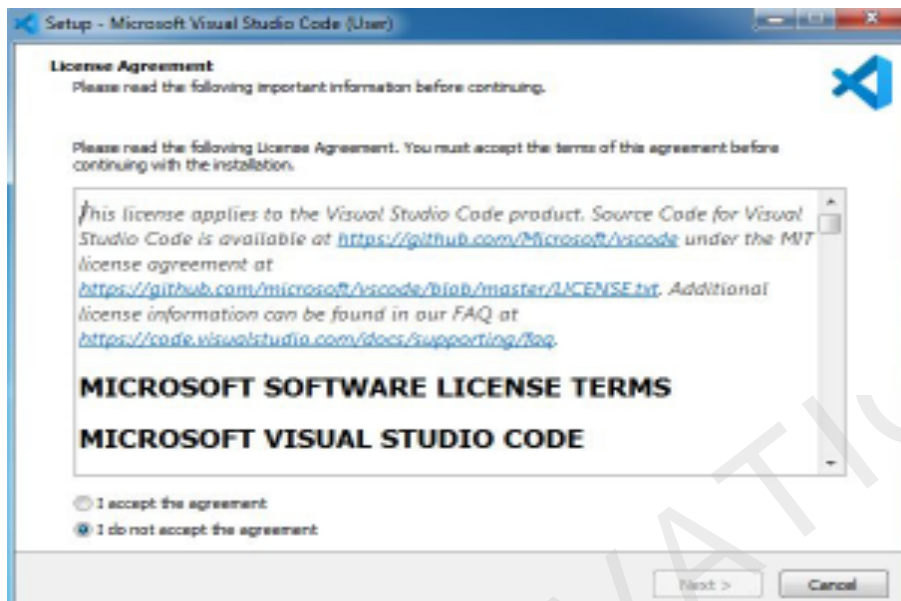 Setup - Microsoft Visual Studio Code (User)
License Agreement
Please read the following important information before continuing.
Please read the following License Agreement. You must accept the terms of this agreement before
continuing with the installation.
This license applies to the Visual Studio Code product. Source Code for Visual
Studio Code is available at https://github.com/Microsoft/vscode under the MIT
license agreement at
https://github.com/microsoft/vscode/blob/master/LICENSE.txt. Additional
license information can be found in our FAQ at
https://code.visualstudio.com/docs/supporting/faq.
MICROSOFT SOFTWARE LICENSE TERMS
MICROSOFT VISUAL STUDIO CODE
I accept the agreement
I do not accept the agreement
Next >
Cancel